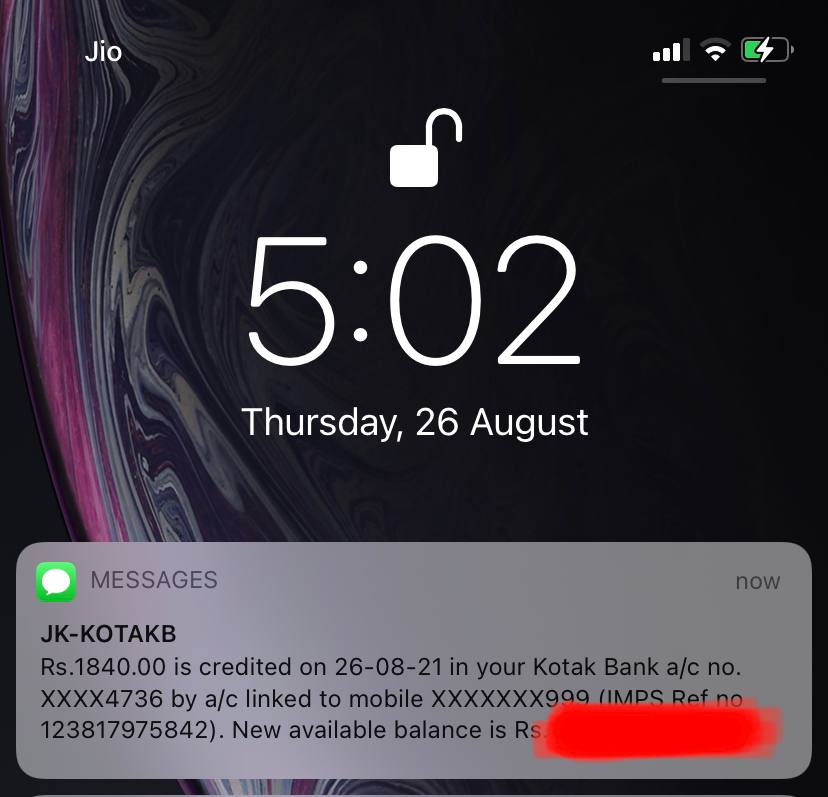 Jio
5:02
Thursday, 26 August
MESSAGES now
JK-KOTAKB
Rs.1840.00 is credited on 26-08-21 in your Kotak Bank a/c no.
XXXX4736 by a/c linked to mobile XXXXXXX999 (IMPS Ref no
123817975842). New available balance is Rs.